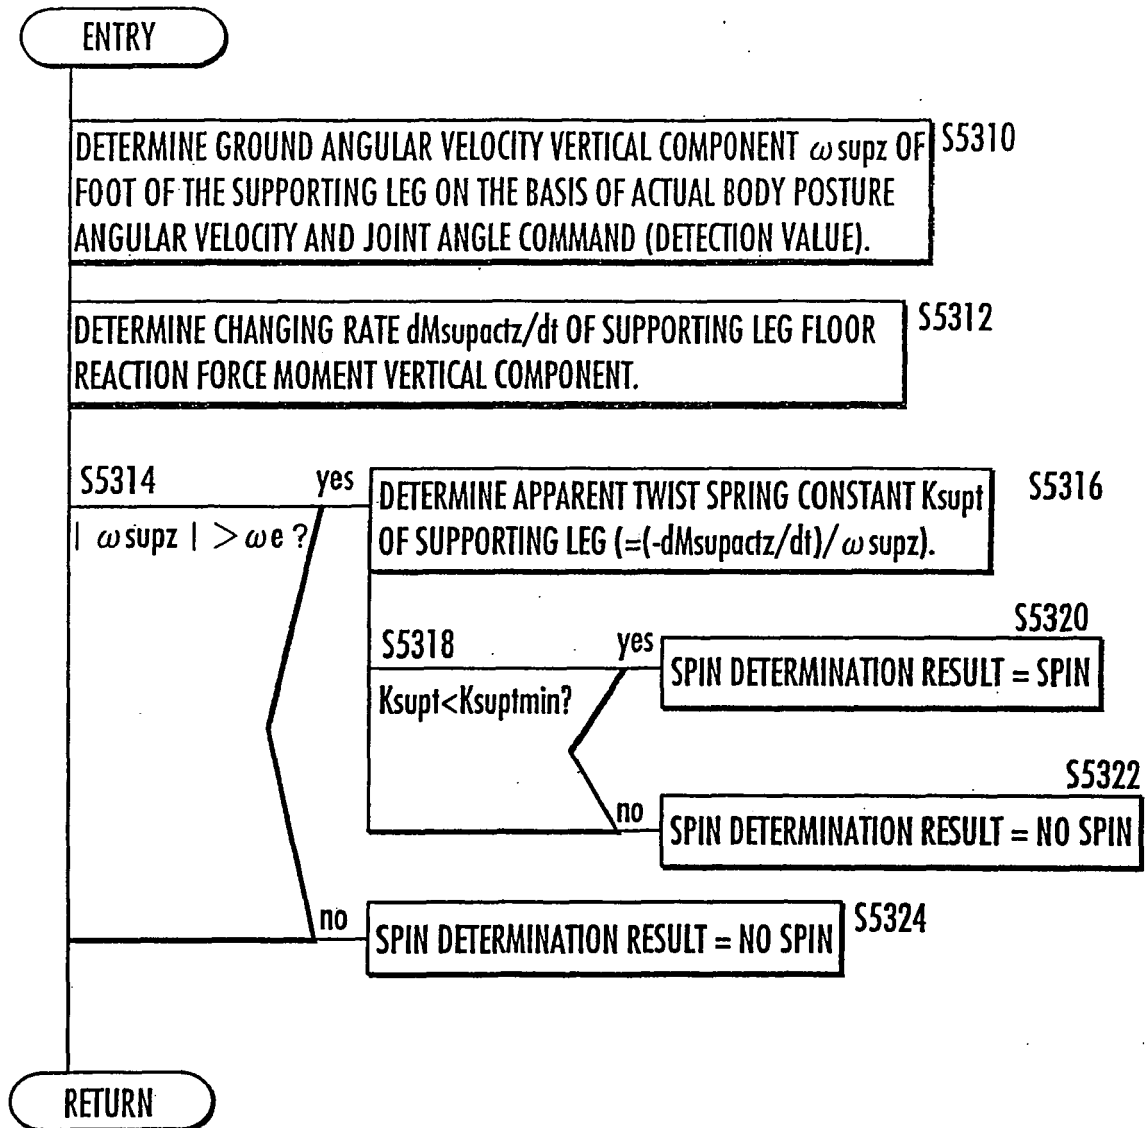 ENTRY
DETERMINE GROUND ANGULAR VELOCITY VERTICAL COMPONENT ω supz OF
FOOT OF THE SUPPORTING LEG ON THE BASIS OF ACTUAL BODY POSTURE
ANGULAR VELOCITY AND JOINT ANGLE COMMAND (DETECTION VALUE).
S5310
DETERMINE CHANGING RATE dMsupactz/dt OF SUPPORTING LEG FLOOR
REACTION FORCE MOMENT VERTICAL COMPONENT.
S5312
S5314
yes
| ω supz | > ωe ?
DETERMINE APPARENT TWIST SPRING CONSTANT Ksupt
OF SUPPORTING LEG (=(-dMsupactz/dt)/ ω supz).
S5316
S5318
yes
Ksupt<Ksuptmin?
S5320
SPIN DETERMINATION RESULT = SPIN
S5322
no
SPIN DETERMINATION RESULT = NO SPIN
no
SPIN DETERMINATION RESULT = NO SPIN
S5324
RETURN